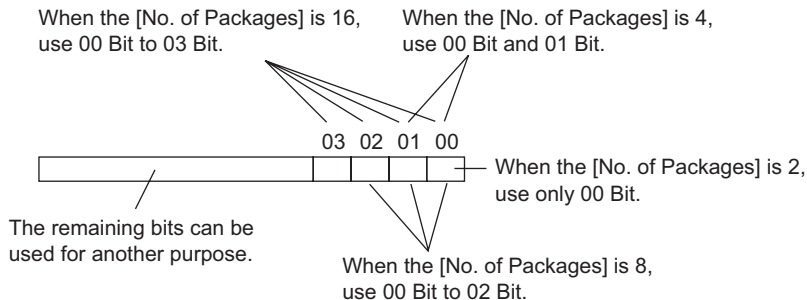 When the [No. of Packages] is 16,
use 00 Bit to 03 Bit.
When the [No. of Packages] is 4,
use 00 Bit and 01 Bit.
03 02 01 00
When the [No. of Packages] is 2,
use only 00 Bit.
The remaining bits can be
used for another purpose.
When the [No. of Packages] is 8,
use 00 Bit to 02 Bit.